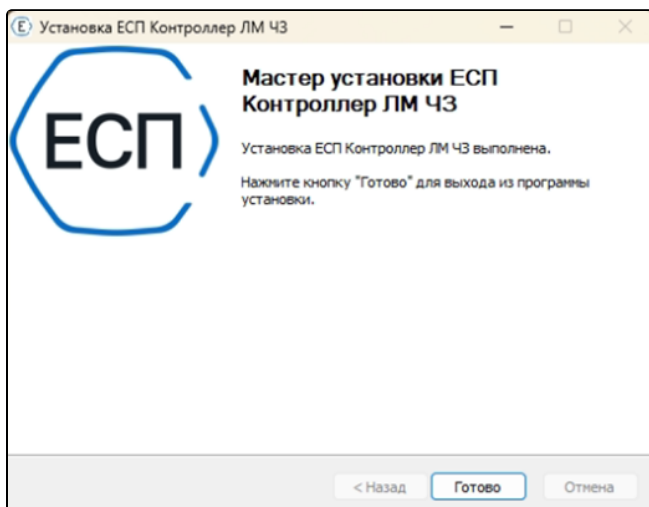 Е Установка ЕСП Контроллер ЛМ ЧЗ
ЕСП
Мастер установки ЕСП
Контроллер ЛМ ЧЗ
Установка ЕСП Контроллер ЛМ ЧЗ выполнена.
Нажмите кнопку "Готово" для выхода из программы
установки.
< Назад Готово Отмена